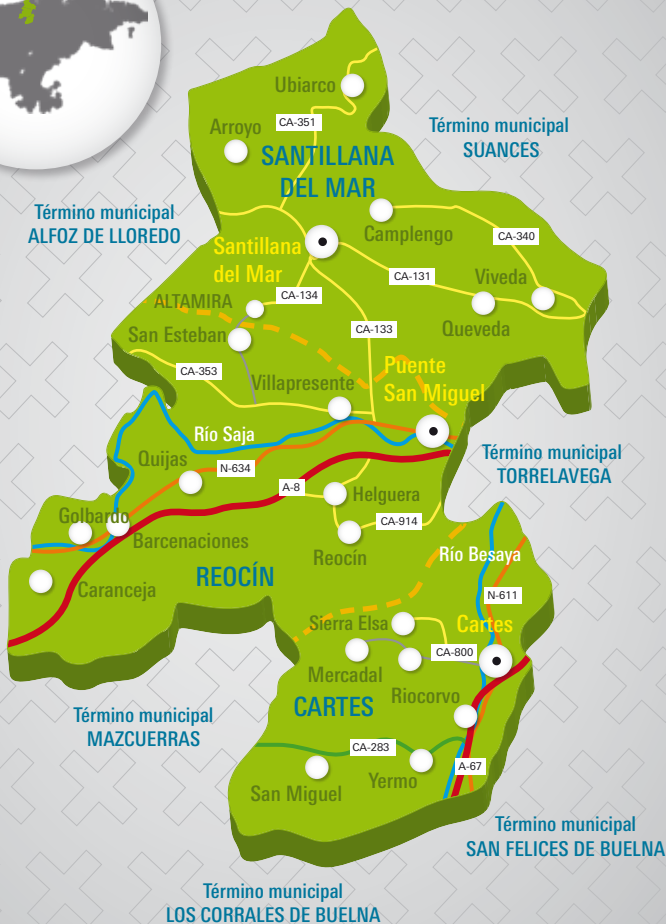 Ubiarco
CA-351
Arroyo
Término municipal
SUANCES
SANTILLANA
DEL MAR
Término municipal
ALFOZ DE LLOREDO
Camplengo
CA-340
Santillana
del Mar
CA-131
Viveda
ALTAMIRA
CA-134
CA-133
Queveda
San Esteban
CA-353
Puente
San Miguel
Villapresente
Río Saja
Quijas
N-634
Término municipal
TORRELAVEGA
A-8
Helguera
Golbardo
CA-914
Barcenaciones
Reocín
Río Besaya
REOCÍN
Caranceja
N-611
Sierra Elsa
Cartes
CA-800
Mercadal
Riocorvo
CARTES
Término municipal
MAZCUERRAS
CA-283
A-67
Yermo
San Miguel
Término municipal
SAN FELICES DE BUELNA
Término municipal
LOS CORRALES DE BUELNA